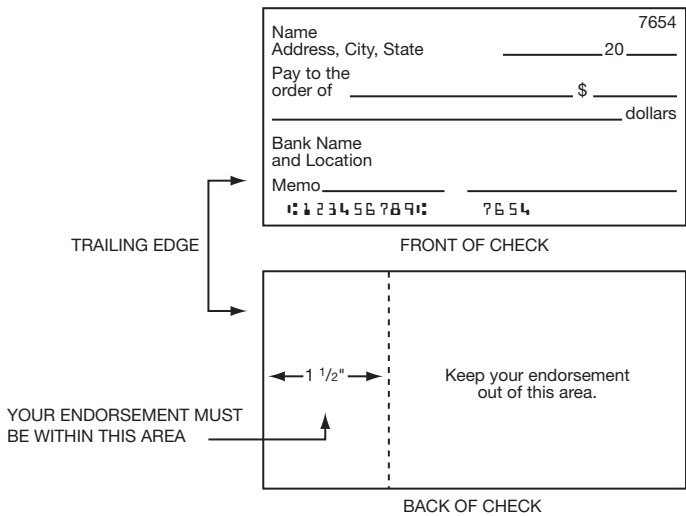 7654
Name
Address, City, State 20
Pay to the
order of $
dollars
Bank Name
and Location
Memo
⑆123456789⑆ 7654
TRAILING EDGE
FRONT OF CHECK
1 1/2"
Keep your endorsement
out of this area.
YOUR ENDORSEMENT MUST
BE WITHIN THIS AREA
BACK OF CHECK